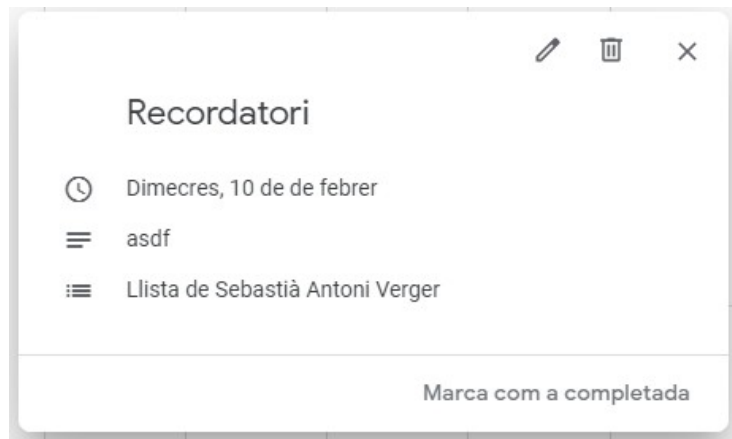 Recordatori
Dimecres, 10 de de febrer
asdf
Llista de Sebastià Antoni Verger
Marca com a completada